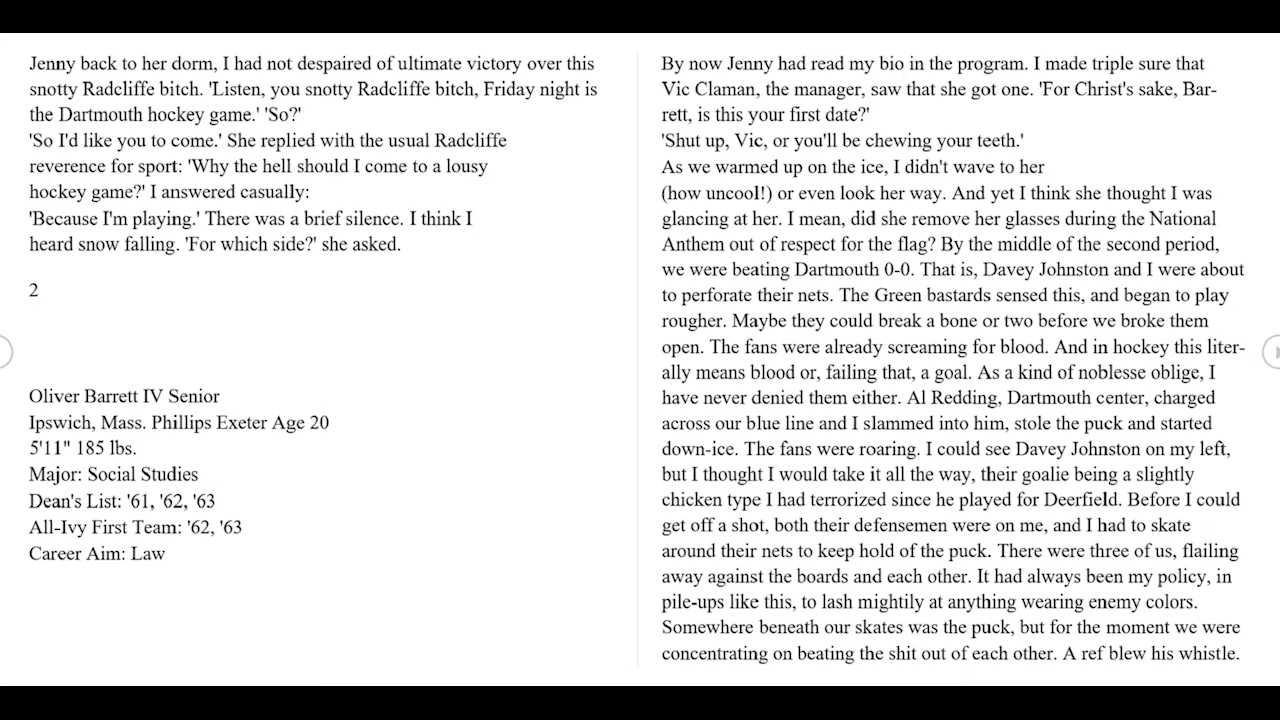 Jenny back to her dorm, I had not despaired of ultimate victory over this
snotty Radcliffe bitch. 'Listen, you snotty Radcliffe bitch, Friday night is
the Dartmouth hockey game.' 'So?'
'So I'd like you to come.' She replied with the usual Radcliffe
reverence for sport: 'Why the hell should I come to a lousy
hockey game?' I answered casually:
'Because I'm playing.' There was a brief silence. I think I
heard snow falling. 'For which side?' she asked.
2
Oliver Barrett IV Senior
Ipswich, Mass. Phillips Exeter Age 20
5'11" 185 lbs.
Major: Social Studies
Dean's List: '61, '62, '63
All-Ivy First Team: '62, '63
Career Aim: Law
By now Jenny had read my bio in the program. I made triple sure that
Vic Claman, the manager, saw that she got one. 'For Christ's sake, Bar-
rett, is this your first date?'
'Shut up, Vic, or you'll be chewing your teeth.'
As we warmed up on the ice, I didn't wave to her
(how uncool!) or even look her way. And yet I think she thought I was
glancing at her. I mean, did she remove her glasses during the National
Anthem out of respect for the flag? By the middle of the second period,
we were beating Dartmouth 0-0. That is, Davey Johnston and I were about
to perforate their nets. The Green bastards sensed this, and began to play
rougher. Maybe they could break a bone or two before we broke them
open. The fans were already screaming for blood. And in hockey this liter-
ally means blood or, failing that, a goal. As a kind of noblesse oblige, I
have never denied them either. Al Redding, Dartmouth center, charged
across our blue line and I slammed into him, stole the puck and started
down-ice. The fans were roaring. I could see Davey Johnston on my left,
but I thought I would take it all the way, their goalie being a slightly
chicken type I had terrorized since he played for Deerfield. Before I could
get off a shot, both their defensemen were on me, and I had to skate
around their nets to keep hold of the puck. There were three of us, flailing
away against the boards and each other. It had always been my policy, in
pile-ups like this, to lash mightily at anything wearing enemy colors.
Somewhere beneath our skates was the puck, but for the moment we were
concentrating on beating the shit out of each other. A ref blew his whistle.